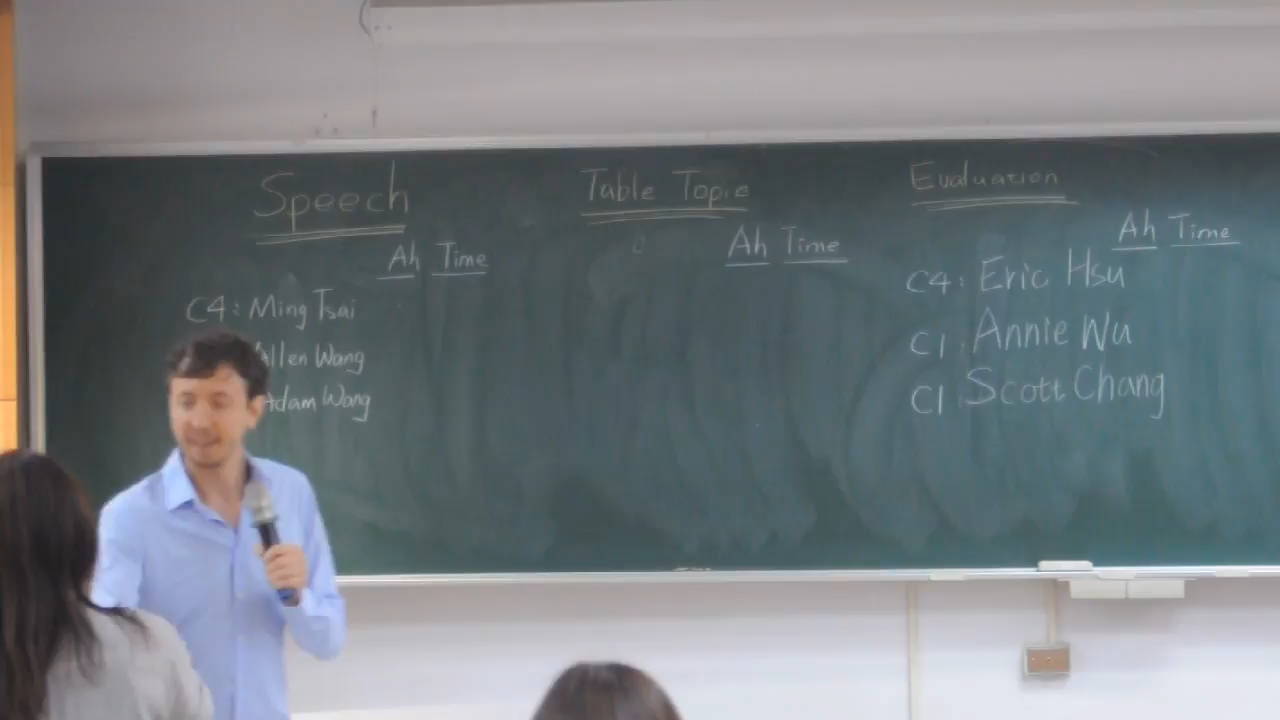 Speech
Ah Time
C4: Ming Tsai
Allen Wang
Adam Wang
Table Topic
Ah Time
Evaluation
Ah Time
C4: Eric Hsu
C1: Annie Wu
C1: Scott Chang